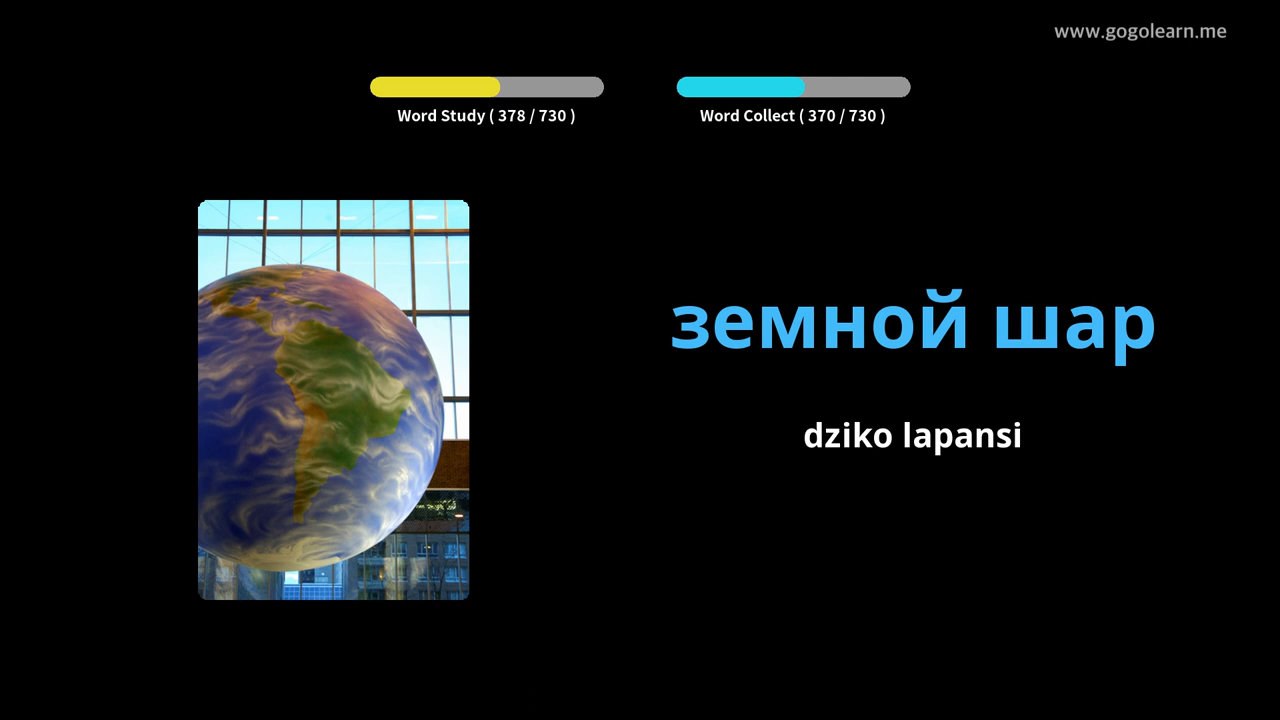 www.gogolearn.me
Word Study ( 378 / 730 )
Word Collect ( 370 / 730 )
земной шар
dziko lapansi